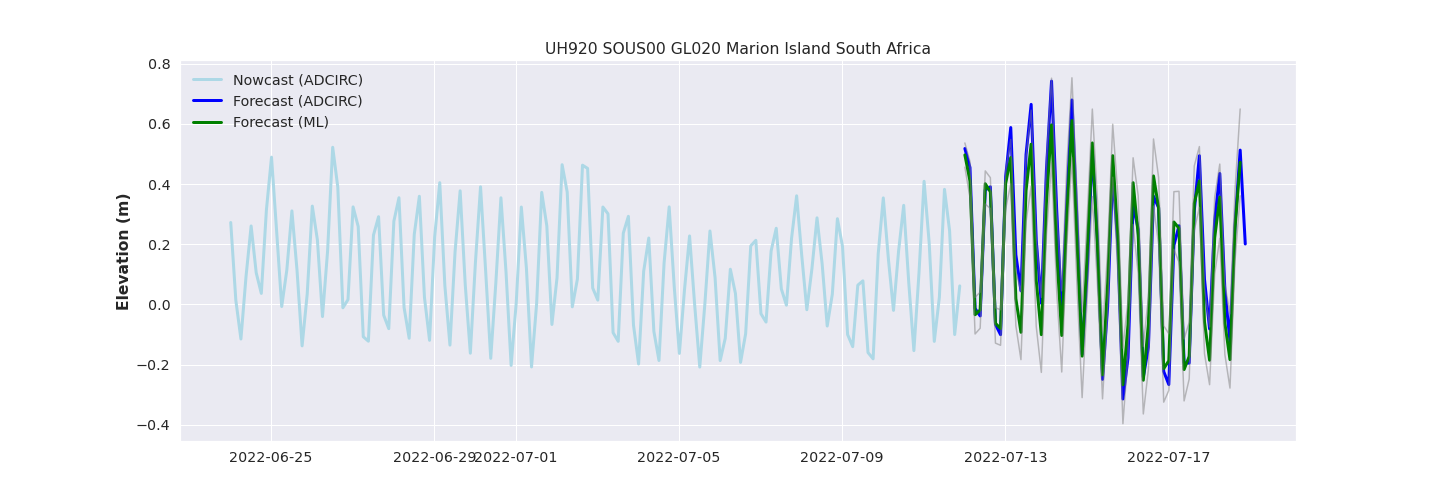 UH920 SOUS00 GL020 Marion Island South Africa
Nowcast (ADCIRC)
Forecast (ADCIRC)
Forecast (ML)
Elevation (m)
0.8
0.6
0.4
0.2
0.0
−0.2
−0.4
2022-06-25 2022-06-29 2022-07-01 2022-07-05 2022-07-09 2022-07-13 2022-07-17